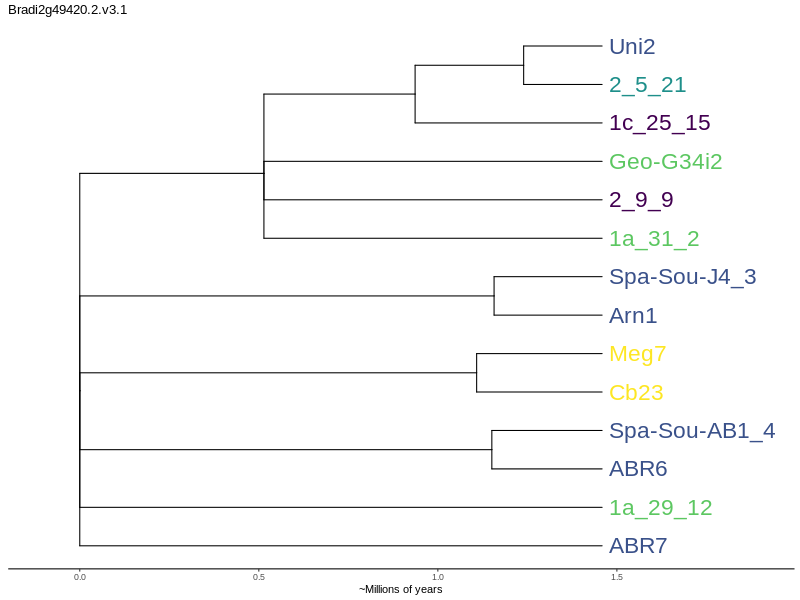 Bradi2g49420.2.v3.1
Uni2
2_5_21
1c_25_15
Geo-G34i2
2_9_9
1a_31_2
Spa-Sou-J4_3
Arn1
Meg7
Cb23
Spa-Sou-AB1_4
ABR6
1a_29_12
ABR7
0.0 0.5 1.0 1.5
~Millions of years